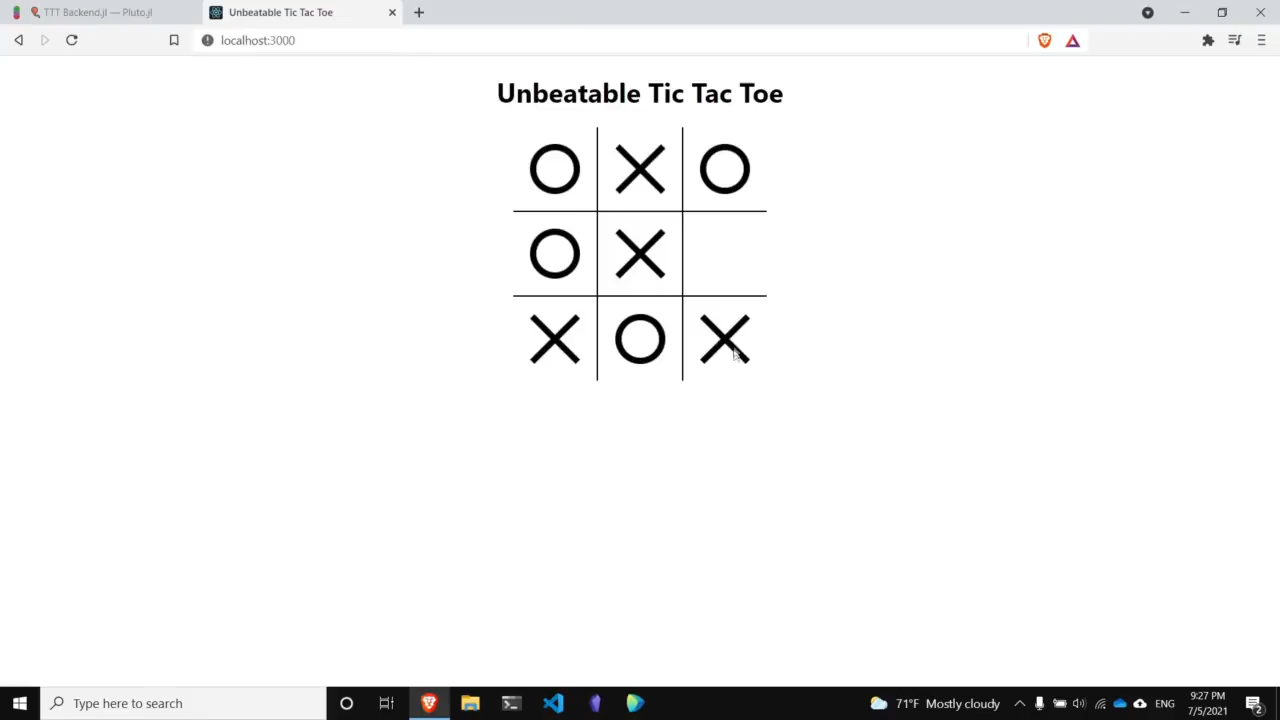 TTT Backend.jl — Pluto.jl
Unbeatable Tic Tac Toe
localhost:3000
Unbeatable Tic Tac Toe
O X O
O X
X O X
Type here to search
71°F Mostly cloudy
ENG
9:27 PM
7/5/2021
2